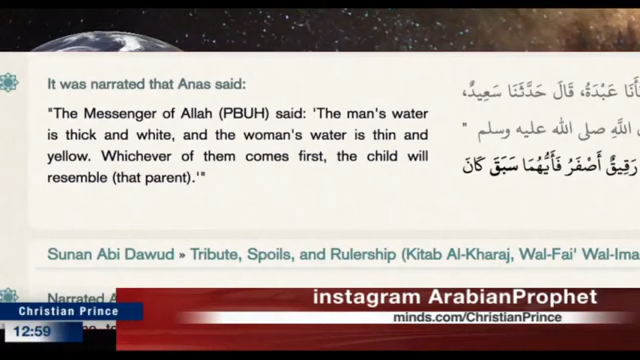 It was narrated that Anas said:
كأنَا عَبْدَةُ، قَالَ حَدَّثَنَا سَعِيدٌ،
"The Messenger of Allah (PBUH) said: 'The man's water
اللَّهِ صلى الله عليه وسلم "
is thick and white, and the woman's water is thin and
yellow. Whichever of them comes first, the child will
رَقِيقٌ أَصْفَرُ فَأَيُّهُمَا سَبَقَ كَانَ
resemble (that parent).'"
Sunan Abi Dawud » Tribute, Spoils, and Rulership (Kitab Al-Kharaj, Wal-Fai' Wal-Ima
Narrated A
instagram ArabianProphet
Christian Prince
minds.com/ChristianPrince
12:59